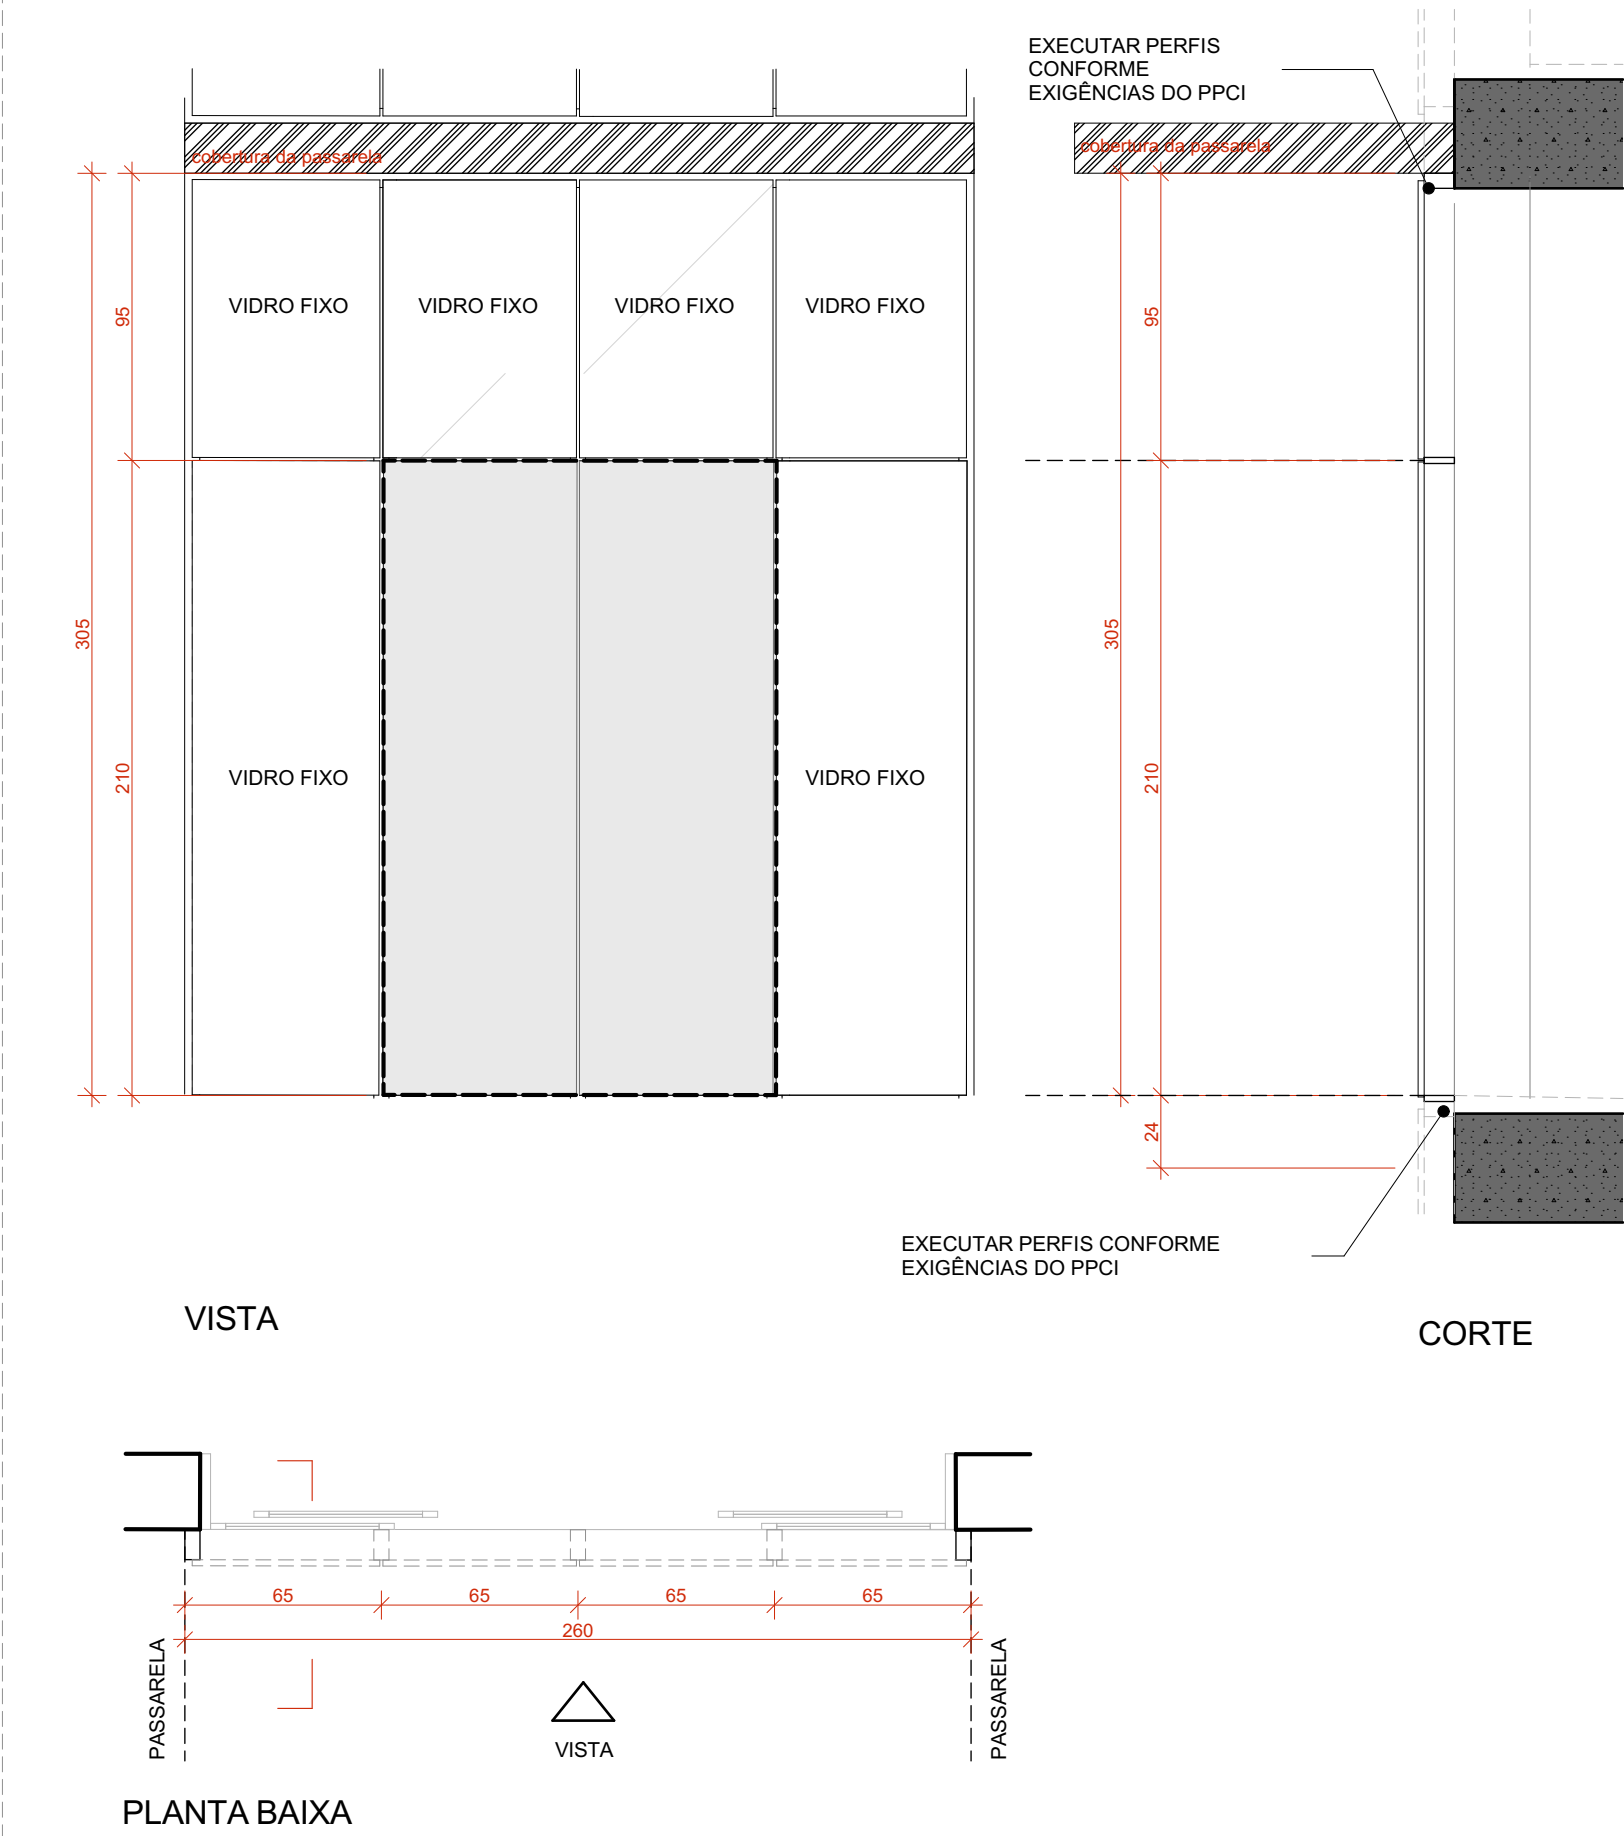 EXECUTAR PERFIS
CONFORME
EXIGÊNCIAS DO PPCI
cobertura da passarela
cobertura da passarela
95
VIDRO FIXO
VIDRO FIXO
VIDRO FIXO
VIDRO FIXO
95
305
305
210
VIDRO FIXO
VIDRO FIXO
210
24
EXECUTAR PERFIS CONFORME
EXIGÊNCIAS DO PPCI
VISTA
CORTE
65
65
65
65
260
PASSARELA
PASSARELA
VISTA
PLANTA BAIXA